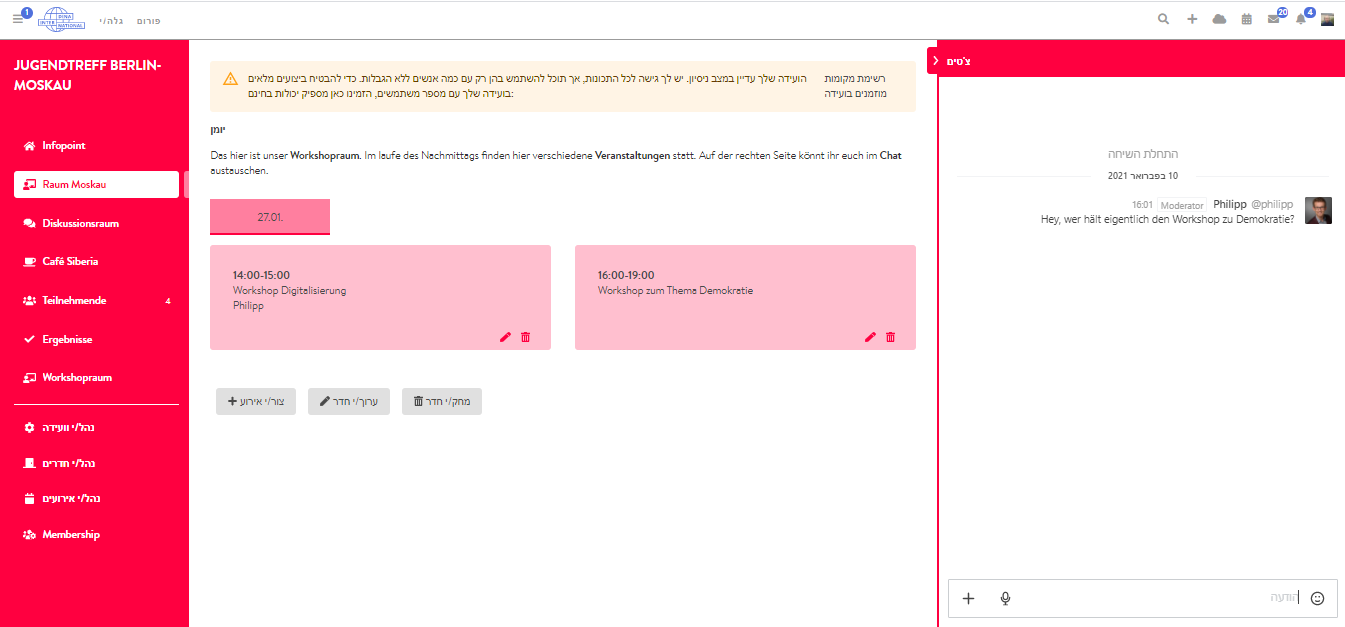 1
DINA
INTER NATIONAL
גלה/י
פורום
20
4
JUGENDTREFF BERLIN-
MOSKAU
Infopoint
Raum Moskau
Diskussionsraum
Café Siberia
Teilnehmende 4
Ergebnisse
Workshopraum
נהל/י וועידה
נהל/י חדרים
נהל/י אירועים
Membership
הועידה שלך עדיין במצב ניסיון. יש לך גישה לכל התכונות, אך תוכל להשתמש בהן רק עם כמה אנשים ללא הגבלות. כדי להבטיח ביצועים מלאים
בועידה שלך עם מספר משתמשים, הזמינו כאן מספיק יכולות בחינם:
רשימת מקומות
מוזמנים בועידה
יומן
Das hier ist unser Workshopraum. Im laufe des Nachmittags finden hier verschiedene Veranstaltungen statt. Auf der rechten Seite könnt ihr euch im Chat
austauschen.
27.01.
14:00-15:00
Workshop Digitalisierung
Philipp
16:00-19:00
Workshop zum Thema Demokratie
צור/י אירוע
ערוך/י חדר
מחק/י חדר
צ'טים
התחלת השיחה
10 בפברואר 2021
16:01 Moderator Philipp @philipp
Hey, wer hält eigentlich den Workshop zu Demokratie?
הודעה